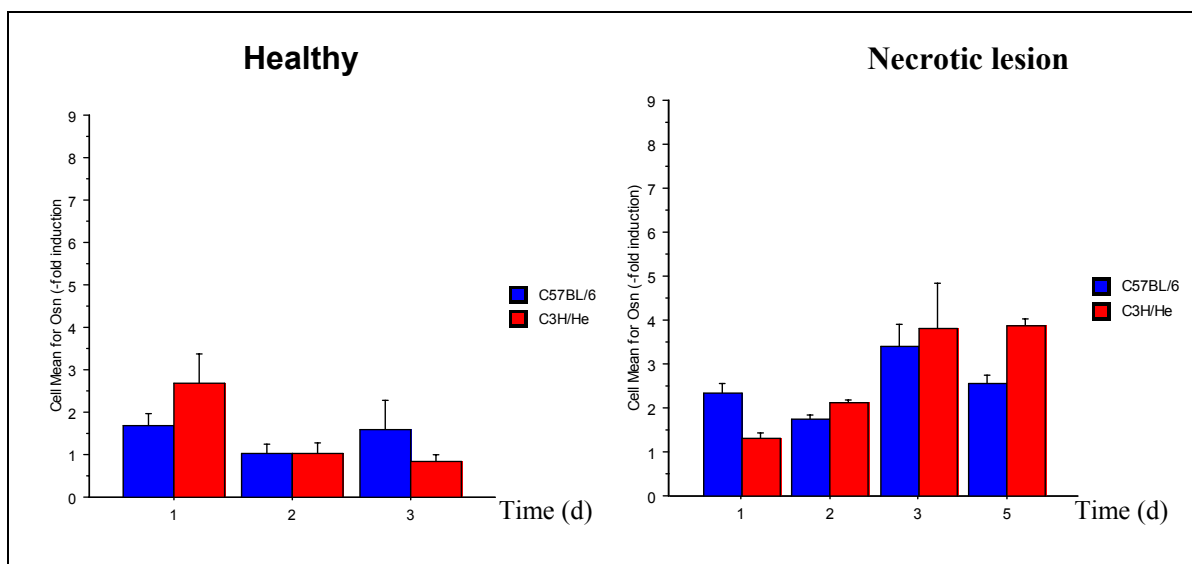 Healthy
Cell Mean for Osn (-fold induction)
9
8
7
6
5
4
3
2
1
0
1 2 3
Time (d)
C57BL/6
C3H/He
Necrotic lesion
Cell Mean for Osn (-fold induction)
9
8
7
6
5
4
3
2
1
0
1 2 3 5
Time (d)
C57BL/6
C3H/He